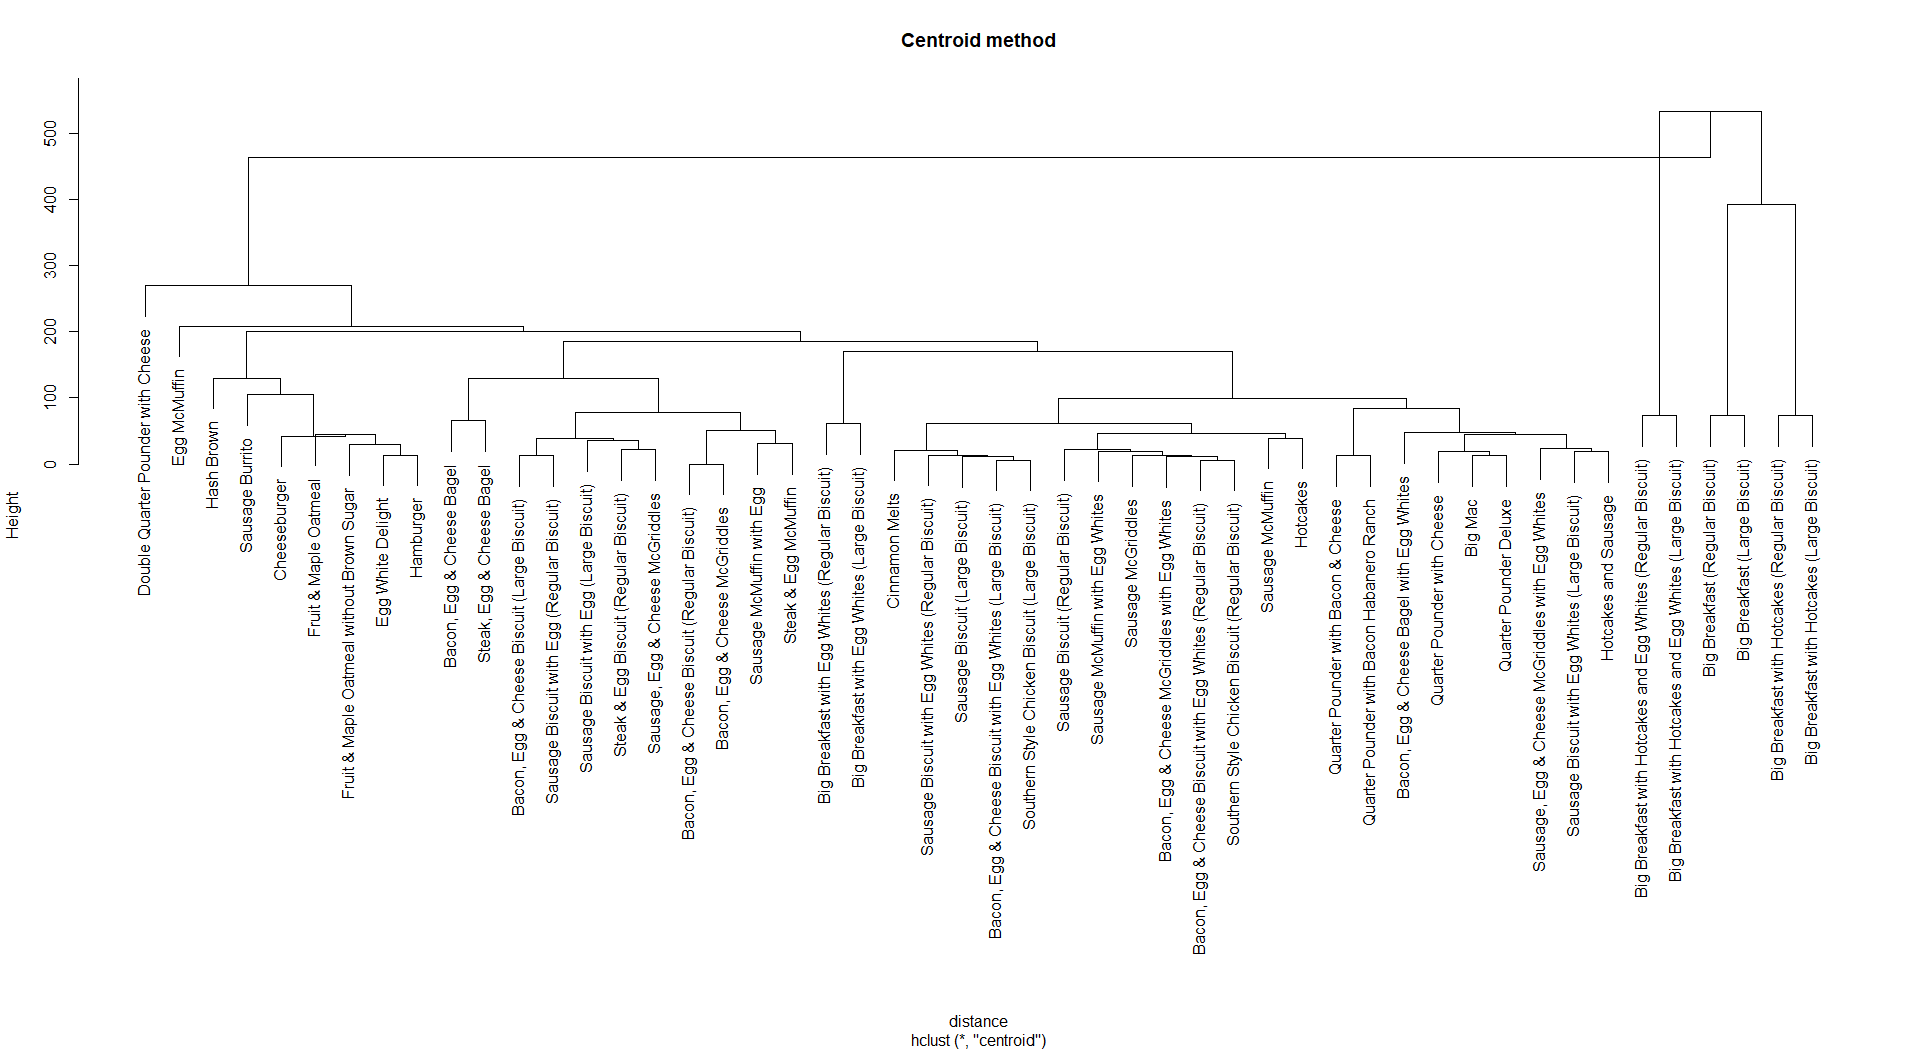 Centroid method
Height
500
400
300
200
100
0
Double Quarter Pounder with Cheese
Egg McMuffin
Hash Brown
Sausage Burrito
Cheeseburger
Fruit & Maple Oatmeal
Fruit & Maple Oatmeal without Brown Sugar
Egg White Delight
Hamburger
Bacon, Egg & Cheese Bagel
Steak, Egg & Cheese Bagel
Bacon, Egg & Cheese Biscuit (Large Biscuit)
Sausage Biscuit with Egg (Regular Biscuit)
Sausage Biscuit with Egg (Large Biscuit)
Steak & Egg Biscuit (Regular Biscuit)
Sausage, Egg & Cheese McGriddles
Bacon, Egg & Cheese Biscuit (Regular Biscuit)
Bacon, Egg & Cheese McGriddles
Sausage McMuffin with Egg
Steak & Egg McMuffin
Big Breakfast with Egg Whites (Regular Biscuit)
Big Breakfast with Egg Whites (Large Biscuit)
Cinnamon Melts
Sausage Biscuit with Egg Whites (Regular Biscuit)
Sausage Biscuit (Large Biscuit)
Bacon, Egg & Cheese Biscuit with Egg Whites (Large Biscuit)
Southern Style Chicken Biscuit (Large Biscuit)
Sausage Biscuit (Regular Biscuit)
Sausage McMuffin with Egg Whites
Sausage McGriddles
Bacon, Egg & Cheese McGriddles with Egg Whites
Bacon, Egg & Cheese Biscuit with Egg Whites (Regular Biscuit)
Southern Style Chicken Biscuit (Regular Biscuit)
Sausage McMuffin
Hotcakes
Quarter Pounder with Bacon & Cheese
Quarter Pounder with Bacon Habanero Ranch
Bacon, Egg & Cheese Bagel with Egg Whites
Quarter Pounder with Cheese
Big Mac
Quarter Pounder Deluxe
Sausage, Egg & Cheese McGriddles with Egg Whites
Sausage Biscuit with Egg Whites (Large Biscuit)
Hotcakes and Sausage
Big Breakfast with Hotcakes and Egg Whites (Regular Biscuit)
Big Breakfast with Hotcakes and Egg Whites (Large Biscuit)
Big Breakfast (Regular Biscuit)
Big Breakfast (Large Biscuit)
Big Breakfast with Hotcakes (Regular Biscuit)
Big Breakfast with Hotcakes (Large Biscuit)
distance
hclust (*, "centroid")